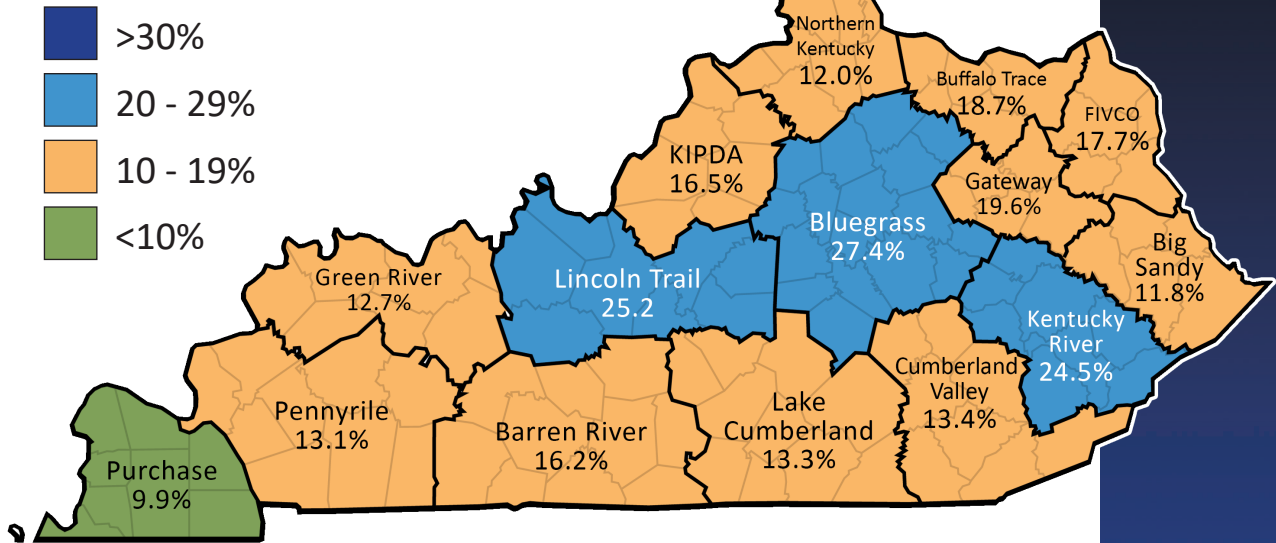 >30%
20 - 29%
10 - 19%
<10%
Northern
Kentucky
12.0%
Buffalo Trace
18.7%
FIVCO
17.7%
KIPDA
16.5%
Gateway
19.6%
Bluegrass
27.4%
Big
Sandy
11.8%
Green River
12.7%
Lincoln Trail
25.2
Kentucky
River
24.5%
Cumberland
Valley
13.4%
Pennyrile
13.1%
Barren River
16.2%
Lake
Cumberland
13.3%
Purchase
9.9%